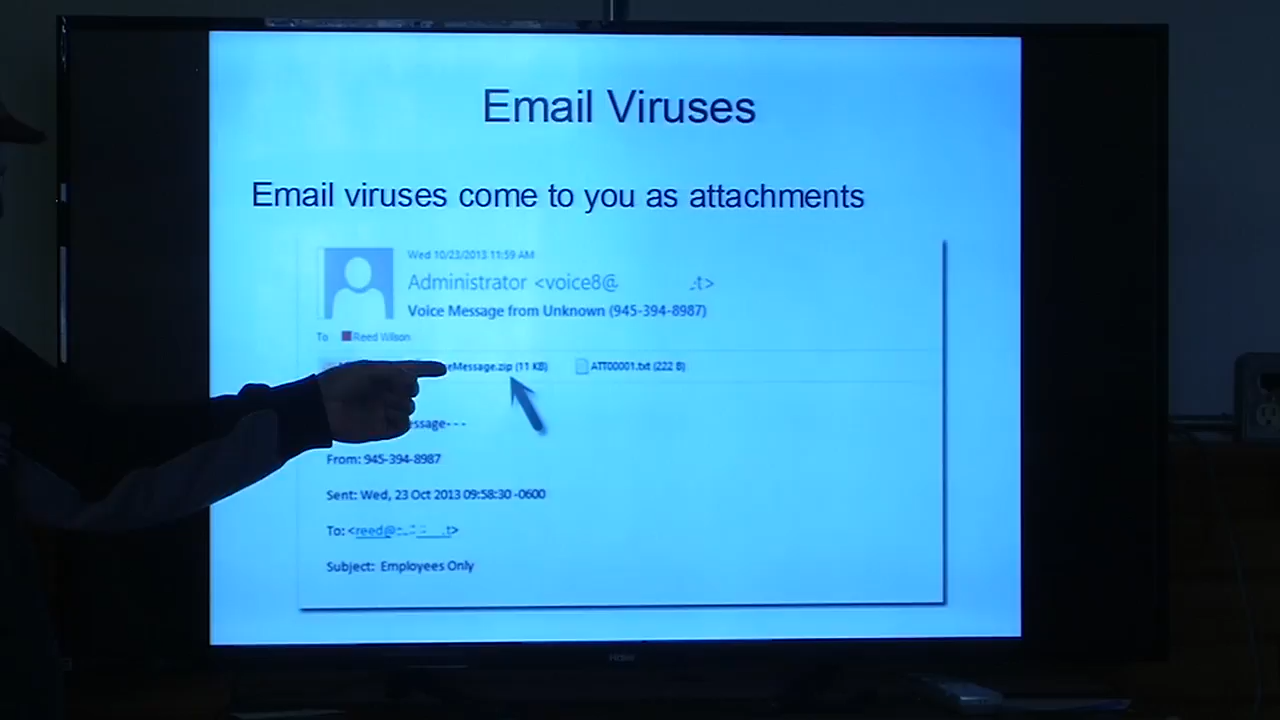 Email Viruses
Email viruses come to you as attachments
Wed 10/23/2013 11:59 AM
Administrator <voice8@ .t>
Voice Message from Unknown (945-394-8987)
To Reed Wilson
eMessage.zip (11 KB) ATT00001.txt (222 B)
essage---
From: 945-394-8987
Sent: Wed, 23 Oct 2013 09:58:30 -0600
To: <reed@ .t>
Subject: Employees Only
Haier